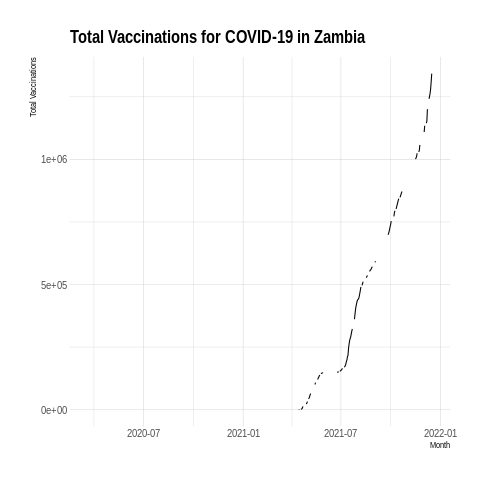 Total Vaccinations for COVID-19 in Zambia
Total Vaccinations
1e+06
5e+05
0e+00
2020-07 2021-01 2021-07 2022-01
Month